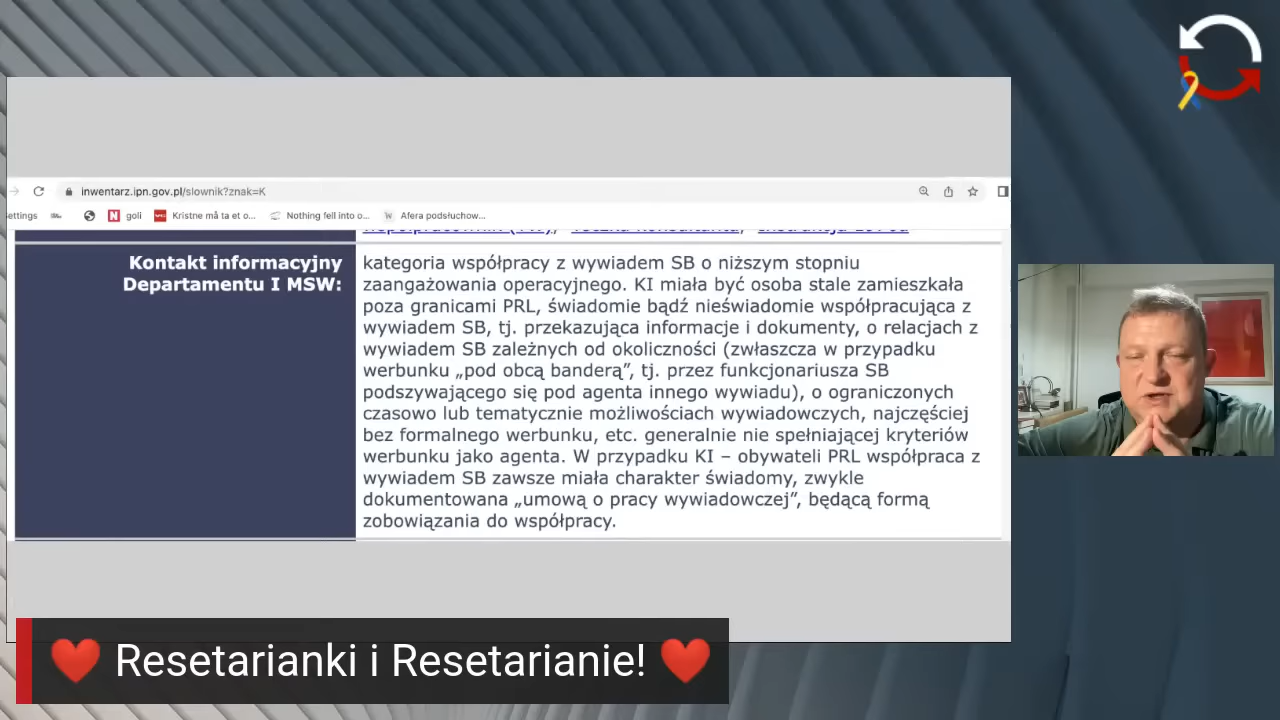 inwentarz.ipn.gov.pl/slownik?znak=K
ettings
goli
Kristne må ta et o...
Nothing fell into o...
W
Afera podsłuchow...
Kontakt informacyjny
Departamentu I MSW:
kategoria współpracy z wywiadem SB o niższym stopniu
zaangażowania operacyjnego. KI miała być osoba stale zamieszkała
poza granicami PRL, świadomie bądź nieświadomie współpracująca z
wywiadem SB, tj. przekazująca informacje i dokumenty, o relacjach z
wywiadem SB zależnych od okoliczności (zwłaszcza w przypadku
werbunku „pod obcą banderą”, tj. przez funkcjonariusza SB
podszywającego się pod agenta innego wywiadu), o ograniczonych
czasowo lub tematycznie możliwościach wywiadowczych, najczęściej
bez formalnego werbunku, etc. generalnie nie spełniającej kryteriów
werbunku jako agenta. W przypadku KI – obywateli PRL współpraca z
wywiadem SB zawsze miała charakter świadomy, zwykle
dokumentowana „umową o pracy wywiadowczej”, będącą formą
zobowiązania do współpracy.
❤️ Resetarianki i Resetarianie! ❤️